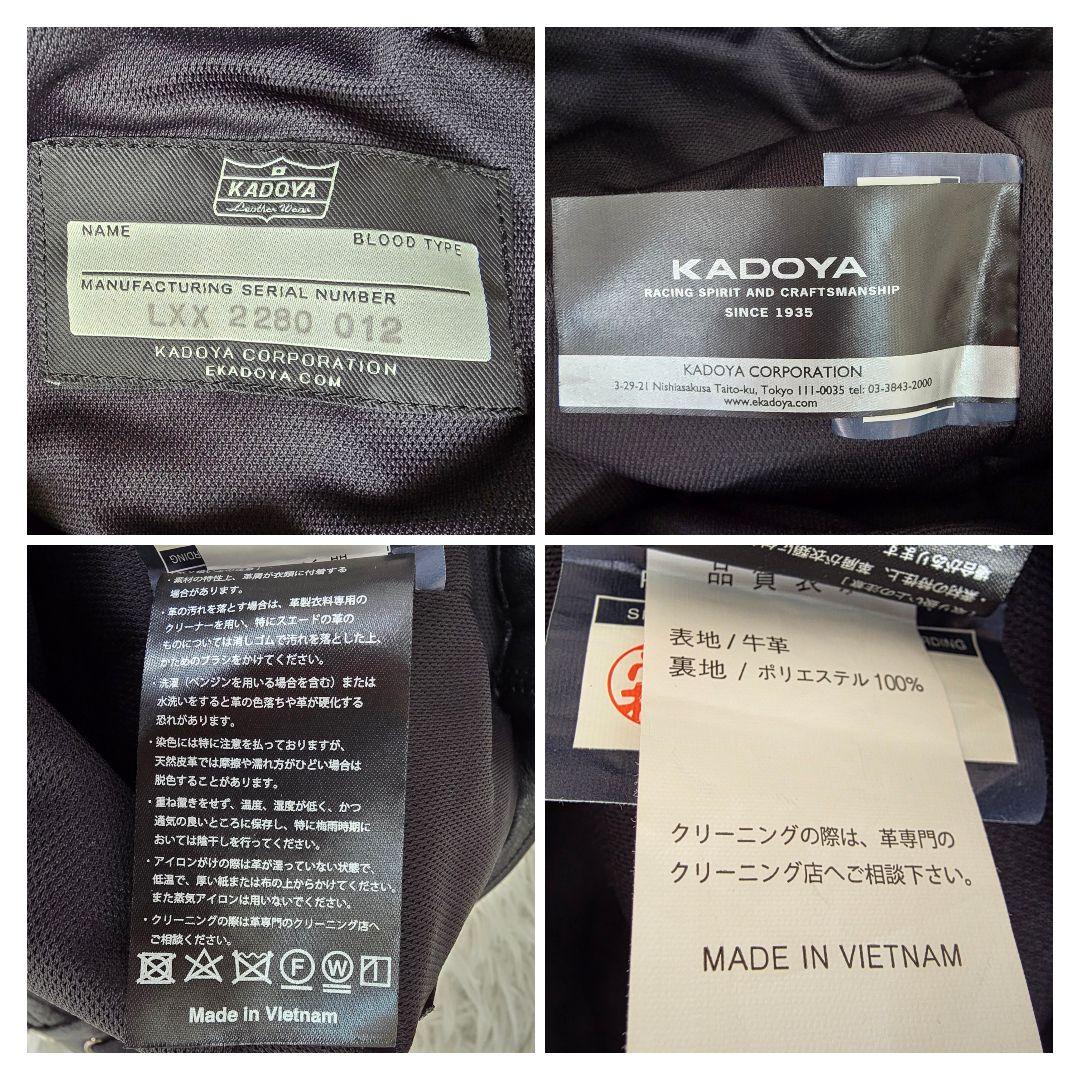 KADOYA
Leather Wear
NAME
BLOOD TYPE
MANUFACTURING SERIAL NUMBER
LXX 2280 012
KADOYA CORPORATION
EKADOYA.COM
KADOYA
RACING SPIRIT AND CRAFTSMANSHIP
SINCE 1935
KADOYA CORPORATION
3-29-21 Nishiasakusa Taito-ku, Tokyo 111-0035 tel: 03-3843-2000
www.ekadoya.com
・素材の特性上、革屑が衣類に付着する
場合があります。
・革の汚れを落とす場合は、革製衣料専用の
クリーナーを用い、特にスエードの革の
ものについては消しゴムで汚れを落とした上、
かためのブラシをかけてください。
洗濯（ベンジンを用いる場合を含む）または
水洗いをすると革の色落ちや革が硬化する
恐れがあります。
・染色には特に注意を払っておりますが、
天然皮革では摩擦や濡れ方がひどい場合は
脱色することがあります。
・重ね置きをせず、温度、湿度が低く、かつ
通気の良いところに保存し、特に梅雨時期に
おいては陰干しを行ってください。
・アイロンがけの際は革が湿っていない状態で、
低温で、厚い紙または布の上からかけてください。
また蒸気アイロンは用いないでください。
・クリーニングの際は革専門のクリーニング店へ
ご相談ください。
F W
Made in Vietnam
品質表
表地/牛革
裏地 / ポリエステル100%
クリーニングの際は、革専門の
クリーニング店へご相談下さい。
MADE IN VIETNAM